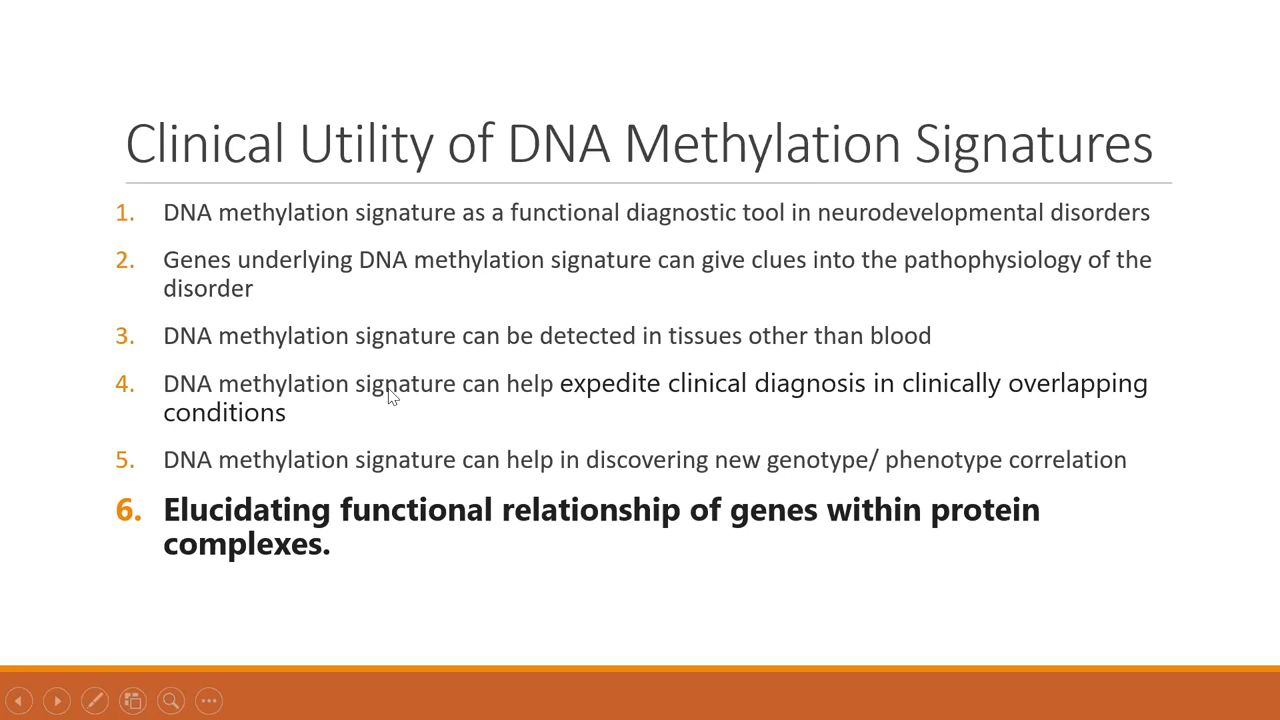 Clinical Utility of DNA Methylation Signatures
1. DNA methylation signature as a functional diagnostic tool in neurodevelopmental disorders
2. Genes underlying DNA methylation signature can give clues into the pathophysiology of the
disorder
3. DNA methylation signature can be detected in tissues other than blood
4. DNA methylation signature can help expedite clinical diagnosis in clinically overlapping
conditions
5. DNA methylation signature can help in discovering new genotype/ phenotype correlation
6. Elucidating functional relationship of genes within protein
complexes.